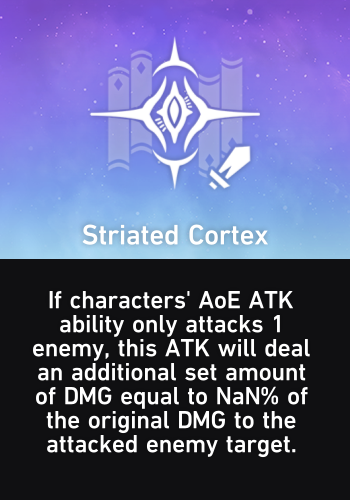 Striated Cortex
If characters' AoE ATK
ability only attacks 1
enemy, this ATK will deal
an additional set amount
of DMG equal to NaN% of
the original DMG to the
attacked enemy target.